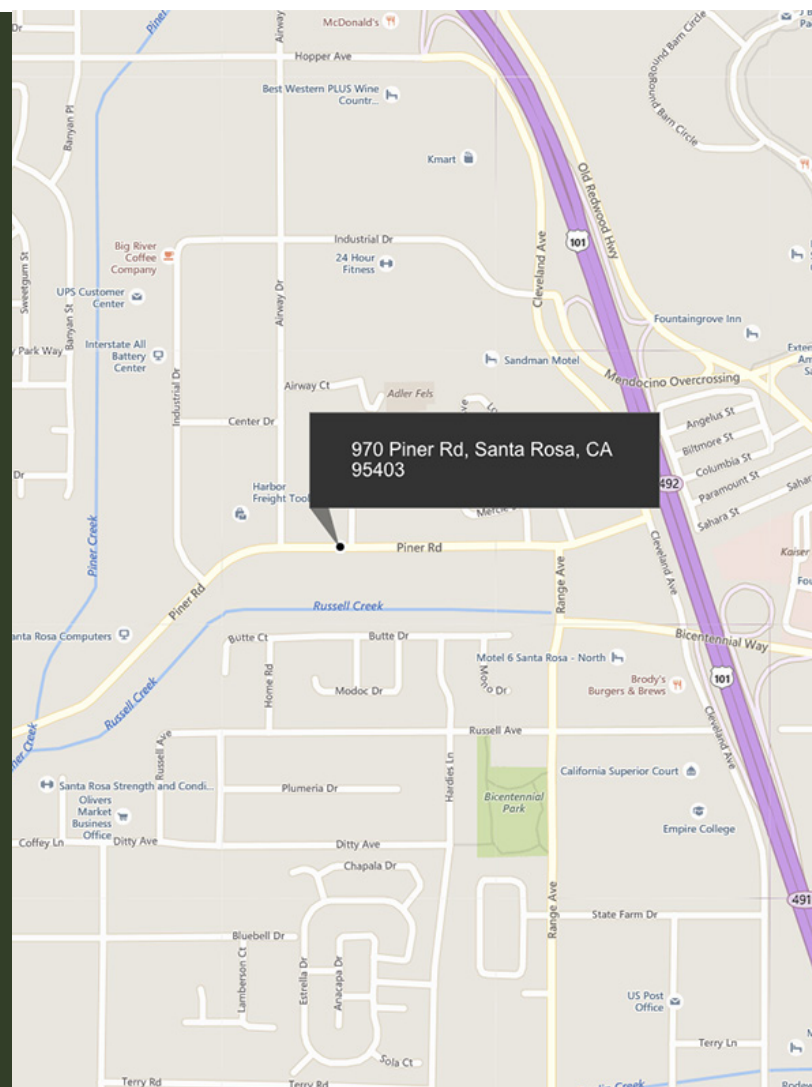 McDonald's
Piner
Dr
Airway
Hopper Ave
Round Barn Circle
Round Barn Circle
Best Western PLUS Wine
Countr...
Banyan Pl
Kmart
Old Redwood Hwy
101
Industrial Dr
Big River
Coffee
Company
24 Hour
Fitness
Cleveland Ave
Sweetgum St
UPS Customer
Center
Airway Dr
Banyan St
Fountaingrove Inn
Park Way
Interstate All
Battery
Center
Sandman Motel
Mendocino Overcrossing
Industrial Dr
Airway Ct
Adler Fels
Center Dr
Angelus St
Biltmore St
Columbia St
Paramount St
Sahara St
Sahar
970 Piner Rd, Santa Rosa, CA
95403
492
Dr
Harbor
Freight Tool
Piner Creek
Piner Rd
Cleveland Ave
Kaiser
Piner Rd
Range Ave
Russell Creek
anta Rosa Computers
Butte Ct
Butte Dr
Bicentennial Way
Motel 6 Santa Rosa - North
Home Rd
Modoc Dr
Mono Dr
Brody's
Burgers & Brews
101
Russell Creek
Cleveland Ave
Russell Ave
Russell Ave
Hardies Ln
Santa Rosa Strength and Condi...
Olivers
Market
Business
Office
Plumeria Dr
Bicentennial
Park
California Superior Court
Empire College
Coffey Ln
Ditty Ave
Ditty Ave
Chapala Dr
Range Ave
491
State Farm Dr
Bluebell Dr
Lamberson Ct
Estrella Dr
Anacapa Dr
US Post
Office
Sola Ct
Terry Ln
Terry Rd
Terry Rd
Creek